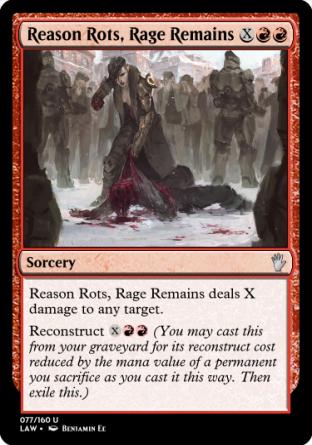 Reason Rots, Rage Remains XRR
Sorcery
Reason Rots, Rage Remains deals X
damage to any target.
Reconstruct X (You may cast this
from your graveyard for its reconstruct cost
reduced by the mana value of a permanent
you sacrifice as you cast it this way. Then
exile this.)
077/160 U
LAW • Benjamin Ee